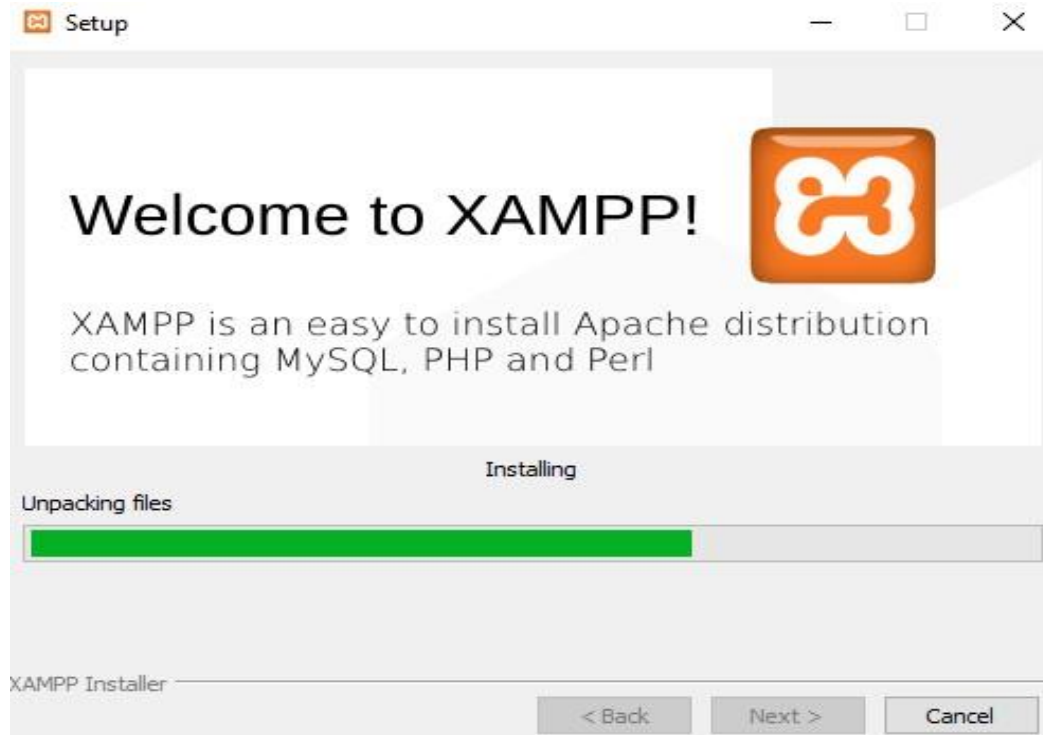 Setup
Welcome to XAMPP!
XAMPP is an easy to install Apache distribution
containing MySQL, PHP and Perl
Installing
Unpacking files
XAMPP Installer
< Back
Next >
Cancel